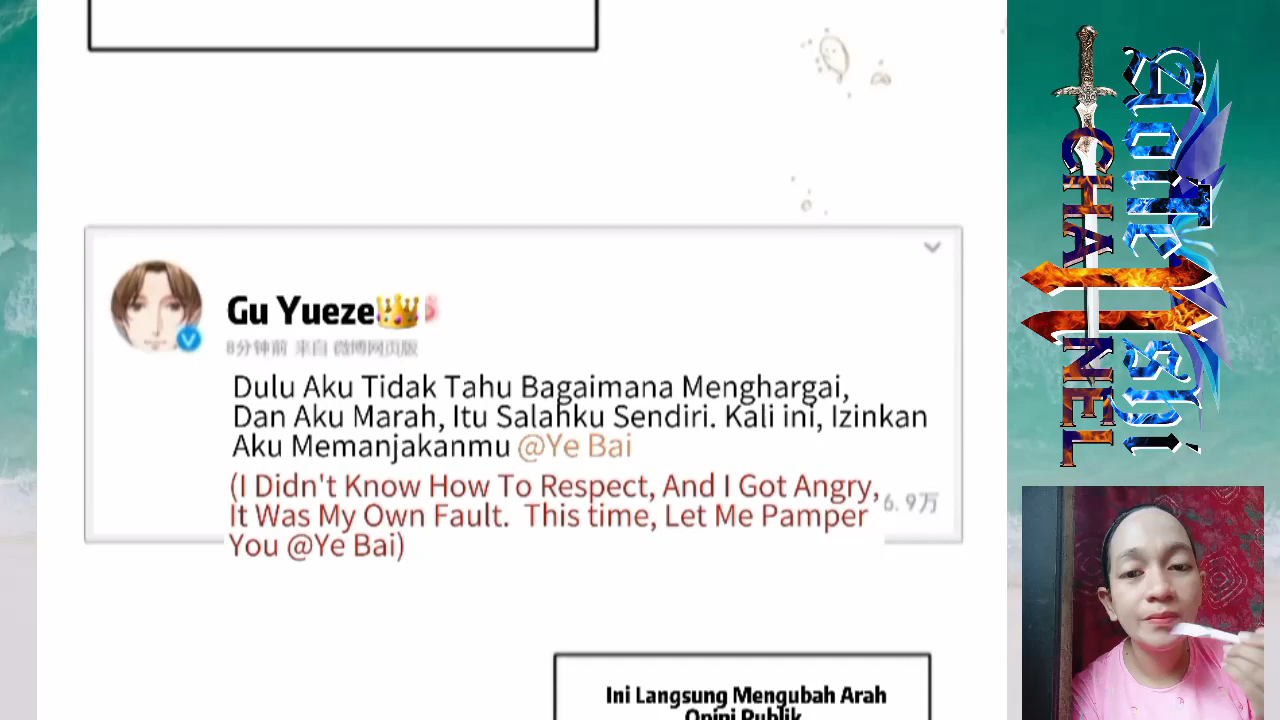 Gu Yueze👑
8分钟前 来自 微博网页版
Dulu Aku Tidak Tahu Bagaimana Menghargai,
Dan Aku Marah, Itu Salahku Sendiri. Kali ini, Izinkan
Aku Memanjakanmu @Ye Bai
(I Didn't Know How To Respect, And I Got Angry,
It Was My Own Fault. This time, Let Me Pamper
You @Ye Bai)
6.9万
Ini Langsung Mengubah Arah
Opini Publik
CHANNEL